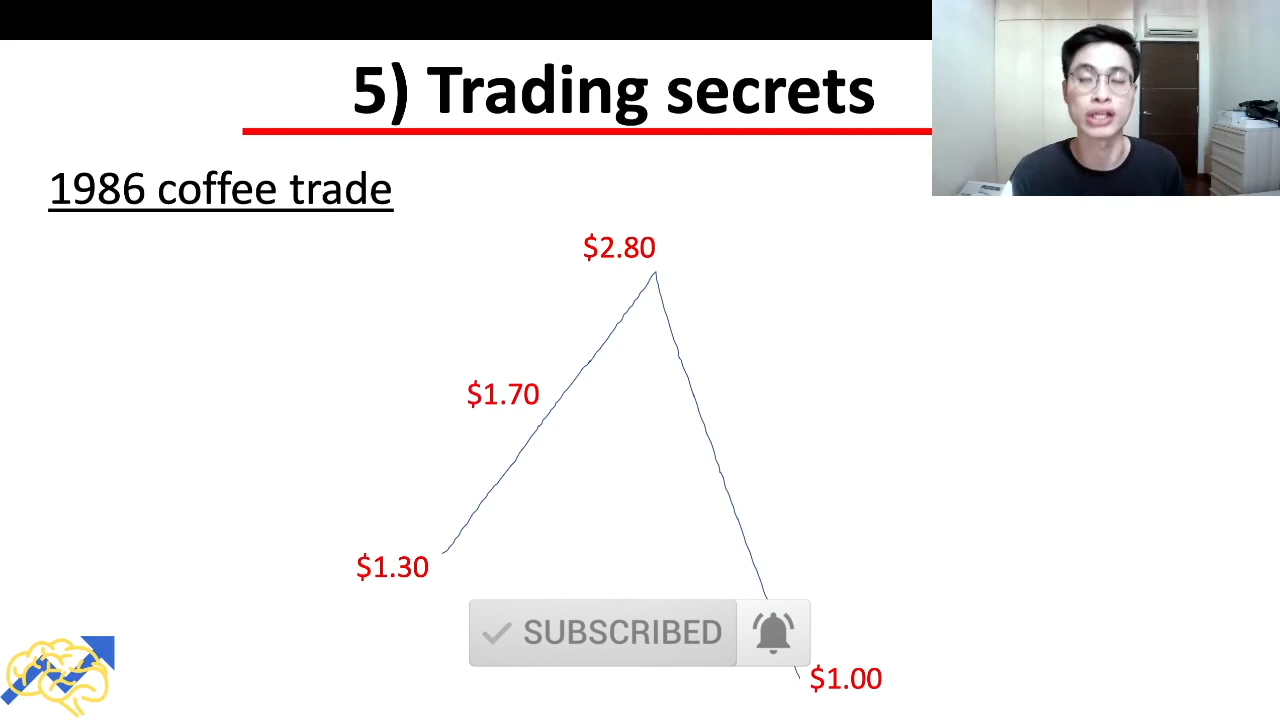 5) Trading secrets
1986 coffee trade
$2.80
$1.70
$1.30
SUBSCRIBED
$1.00